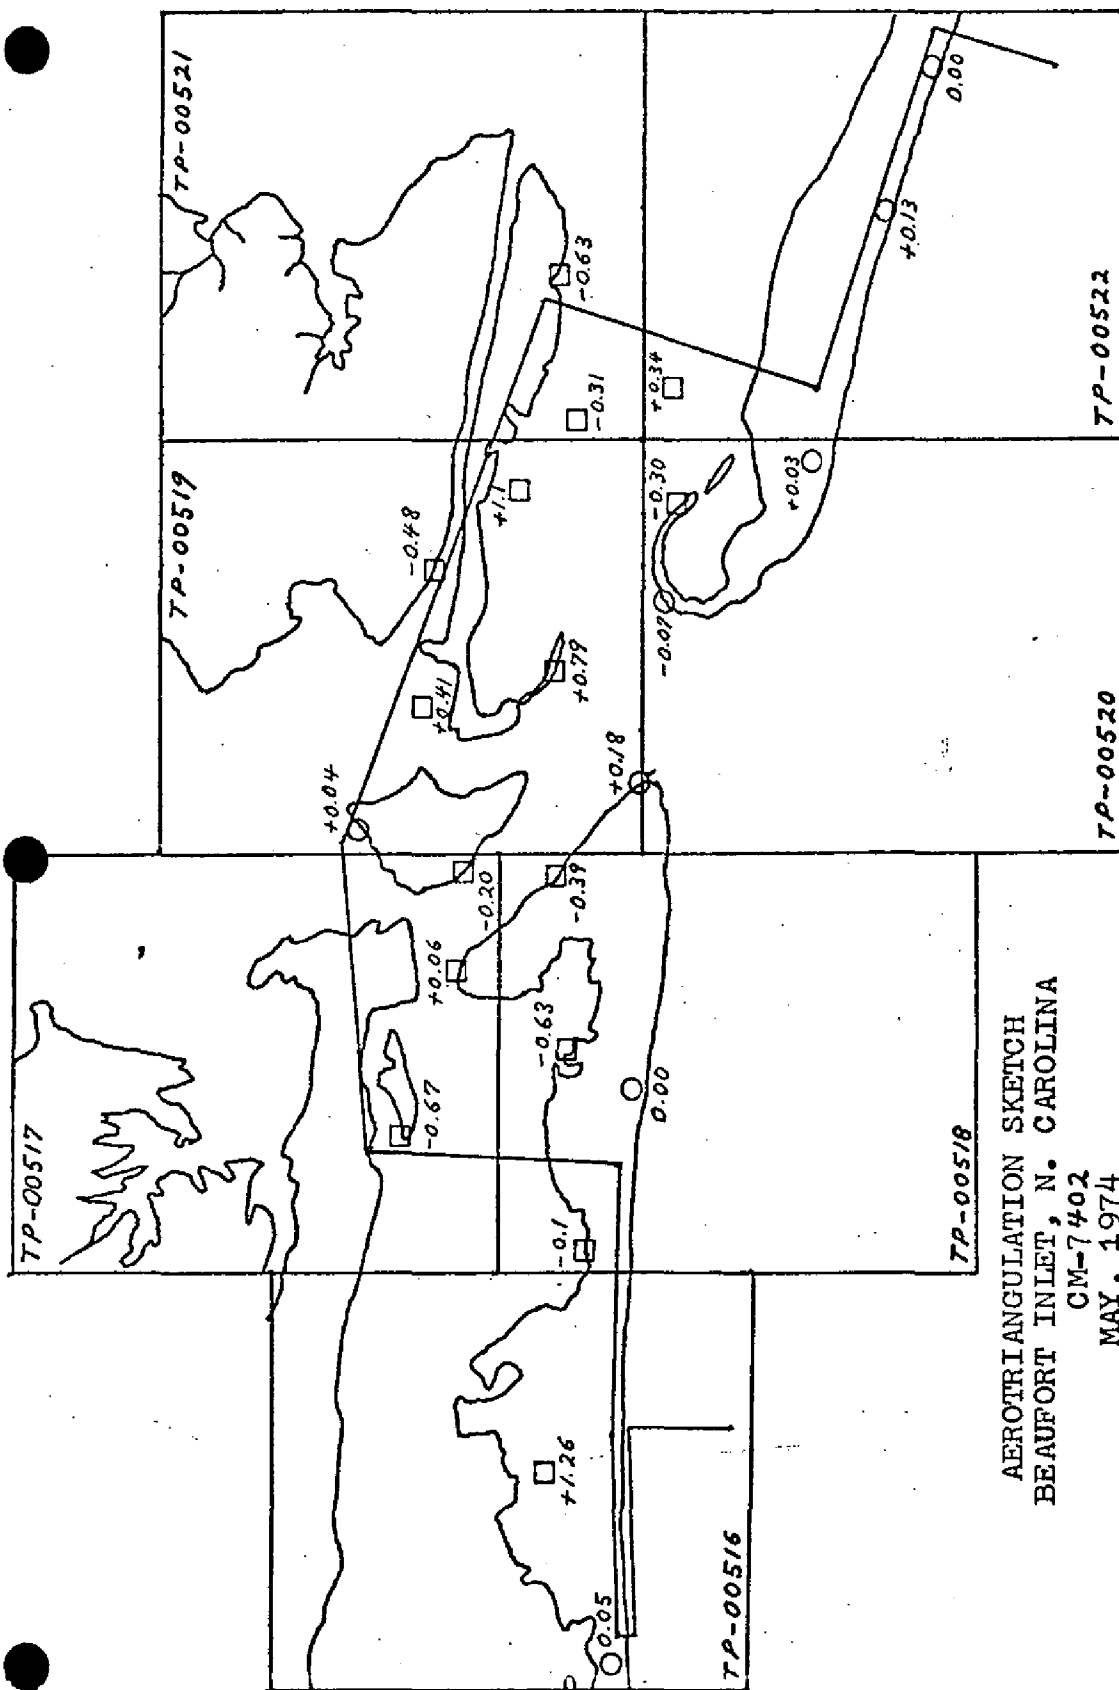 TP-00521
TP-00519
TP-00517
-0.63
-0.31
+0.34
+1.1
-0.48
-0.30
-0.07
+0.03
+0.13
0.00
TP-00522
+0.79
+0.41
+0.18
+0.04
TP-00520
-0.20
-0.39
+0.06
-0.63
-0.67
0.00
-0.1
TP-00518
+1.26
0.05
TP-00516
AEROTRIANGULATION SKETCH
BEAUFORT INLET, N. CAROLINA
CM-7402
MAY, 1974